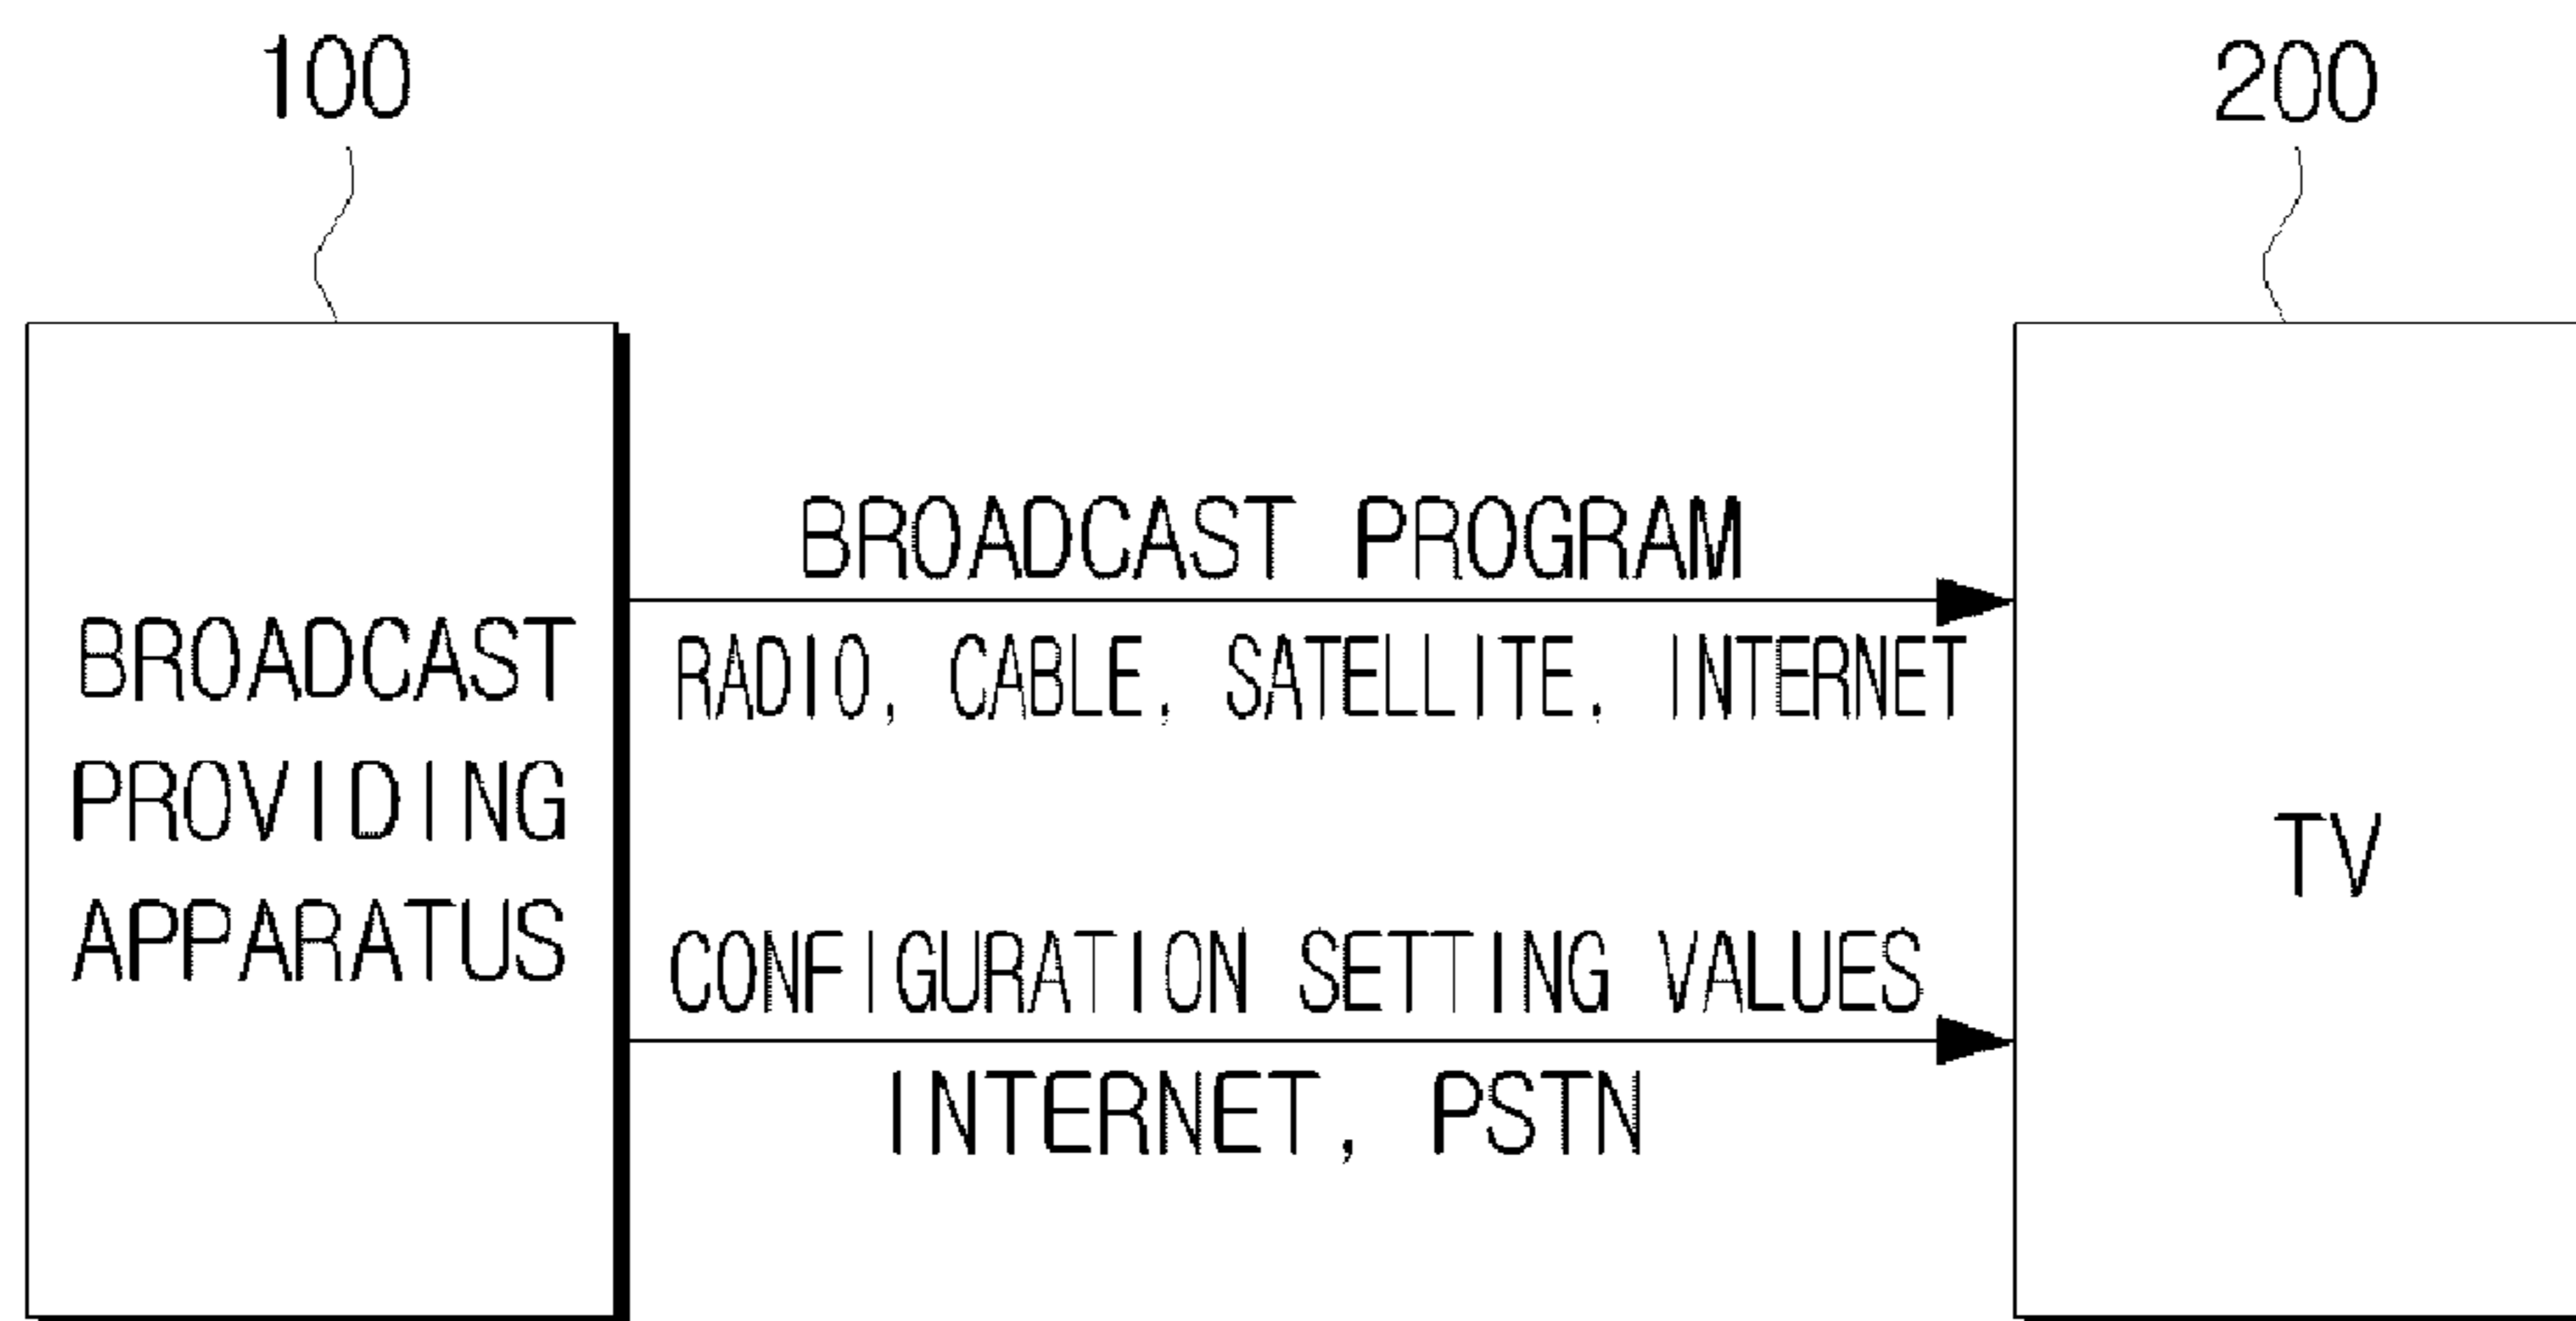 100
200
BROADCAST PROGRAM
RADIO, CABLE, SATELLITE, INTERNET
BROADCAST
PROVIDING
APPARATUS
TV
CONFIGURATION SETTING VALUES
INTERNET, PSTN